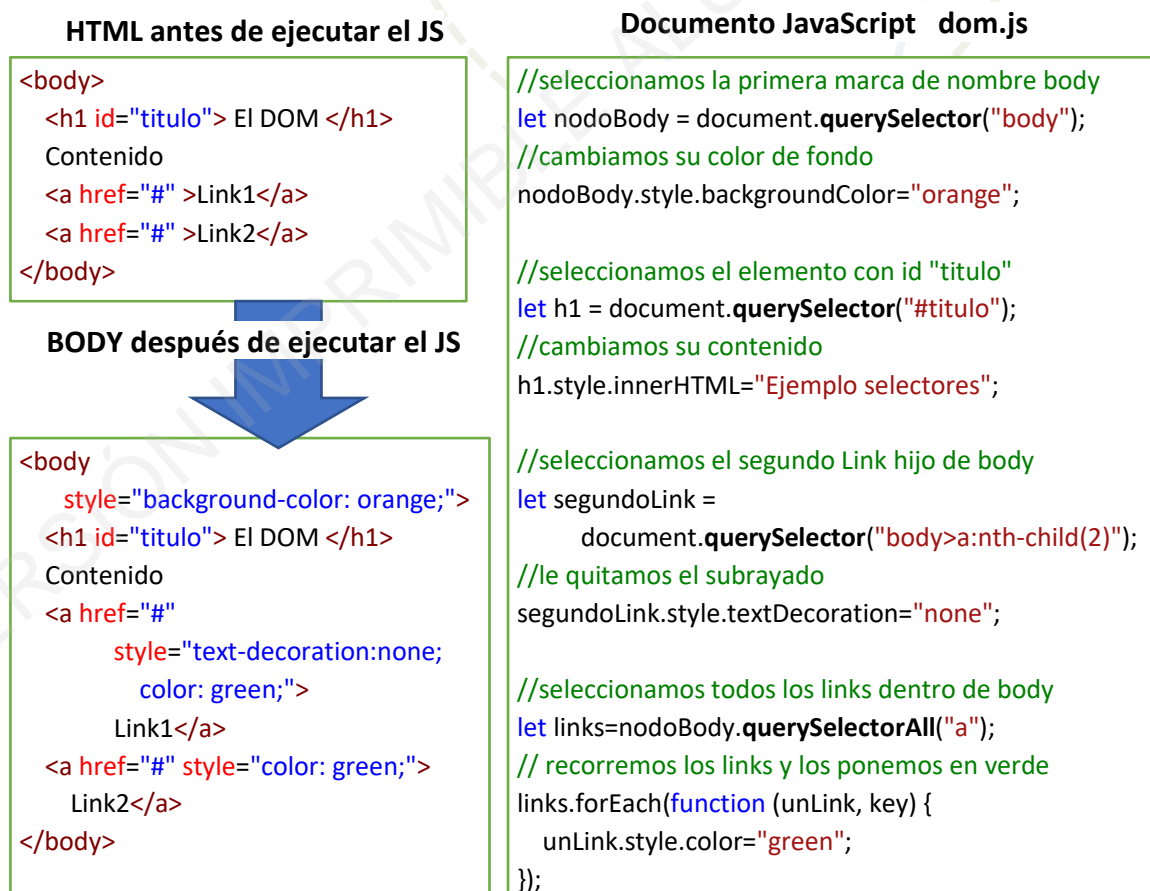 HTML antes de ejecutar el JS
<body>
<h1 id="titulo"> El DOM </h1>
Contenido
<a href="#" >Link1</a>
<a href="#" >Link2</a>
</body>
BODY después de ejecutar el JS
<body
style="background-color: orange;">
<h1 id="titulo"> El DOM </h1>
Contenido
<a href="#"
style="text-decoration:none;
color: green;">
Link1</a>
<a href="#" style="color: green;">
Link2</a>
</body>
Documento JavaScript dom.js
//seleccionamos la primera marca de nombre body
let nodoBody = document.querySelector("body");
//cambiamos su color de fondo
nodoBody.style.backgroundColor="orange";
//seleccionamos el elemento con id "titulo"
let h1 = document.querySelector("#titulo");
//cambiamos su contenido
h1.style.innerHTML="Ejemplo selectores";
//seleccionamos el segundo Link hijo de body
let segundoLink =
document.querySelector("body>a:nth-child(2)");
//le quitamos el subrayado
segundoLink.style.textDecoration="none";
//seleccionamos todos los links dentro de body
let links=nodoBody.querySelectorAll("a");
// recorremos los links y los ponemos en verde
links.forEach(function (unLink, key) {
unLink.style.color="green";
});